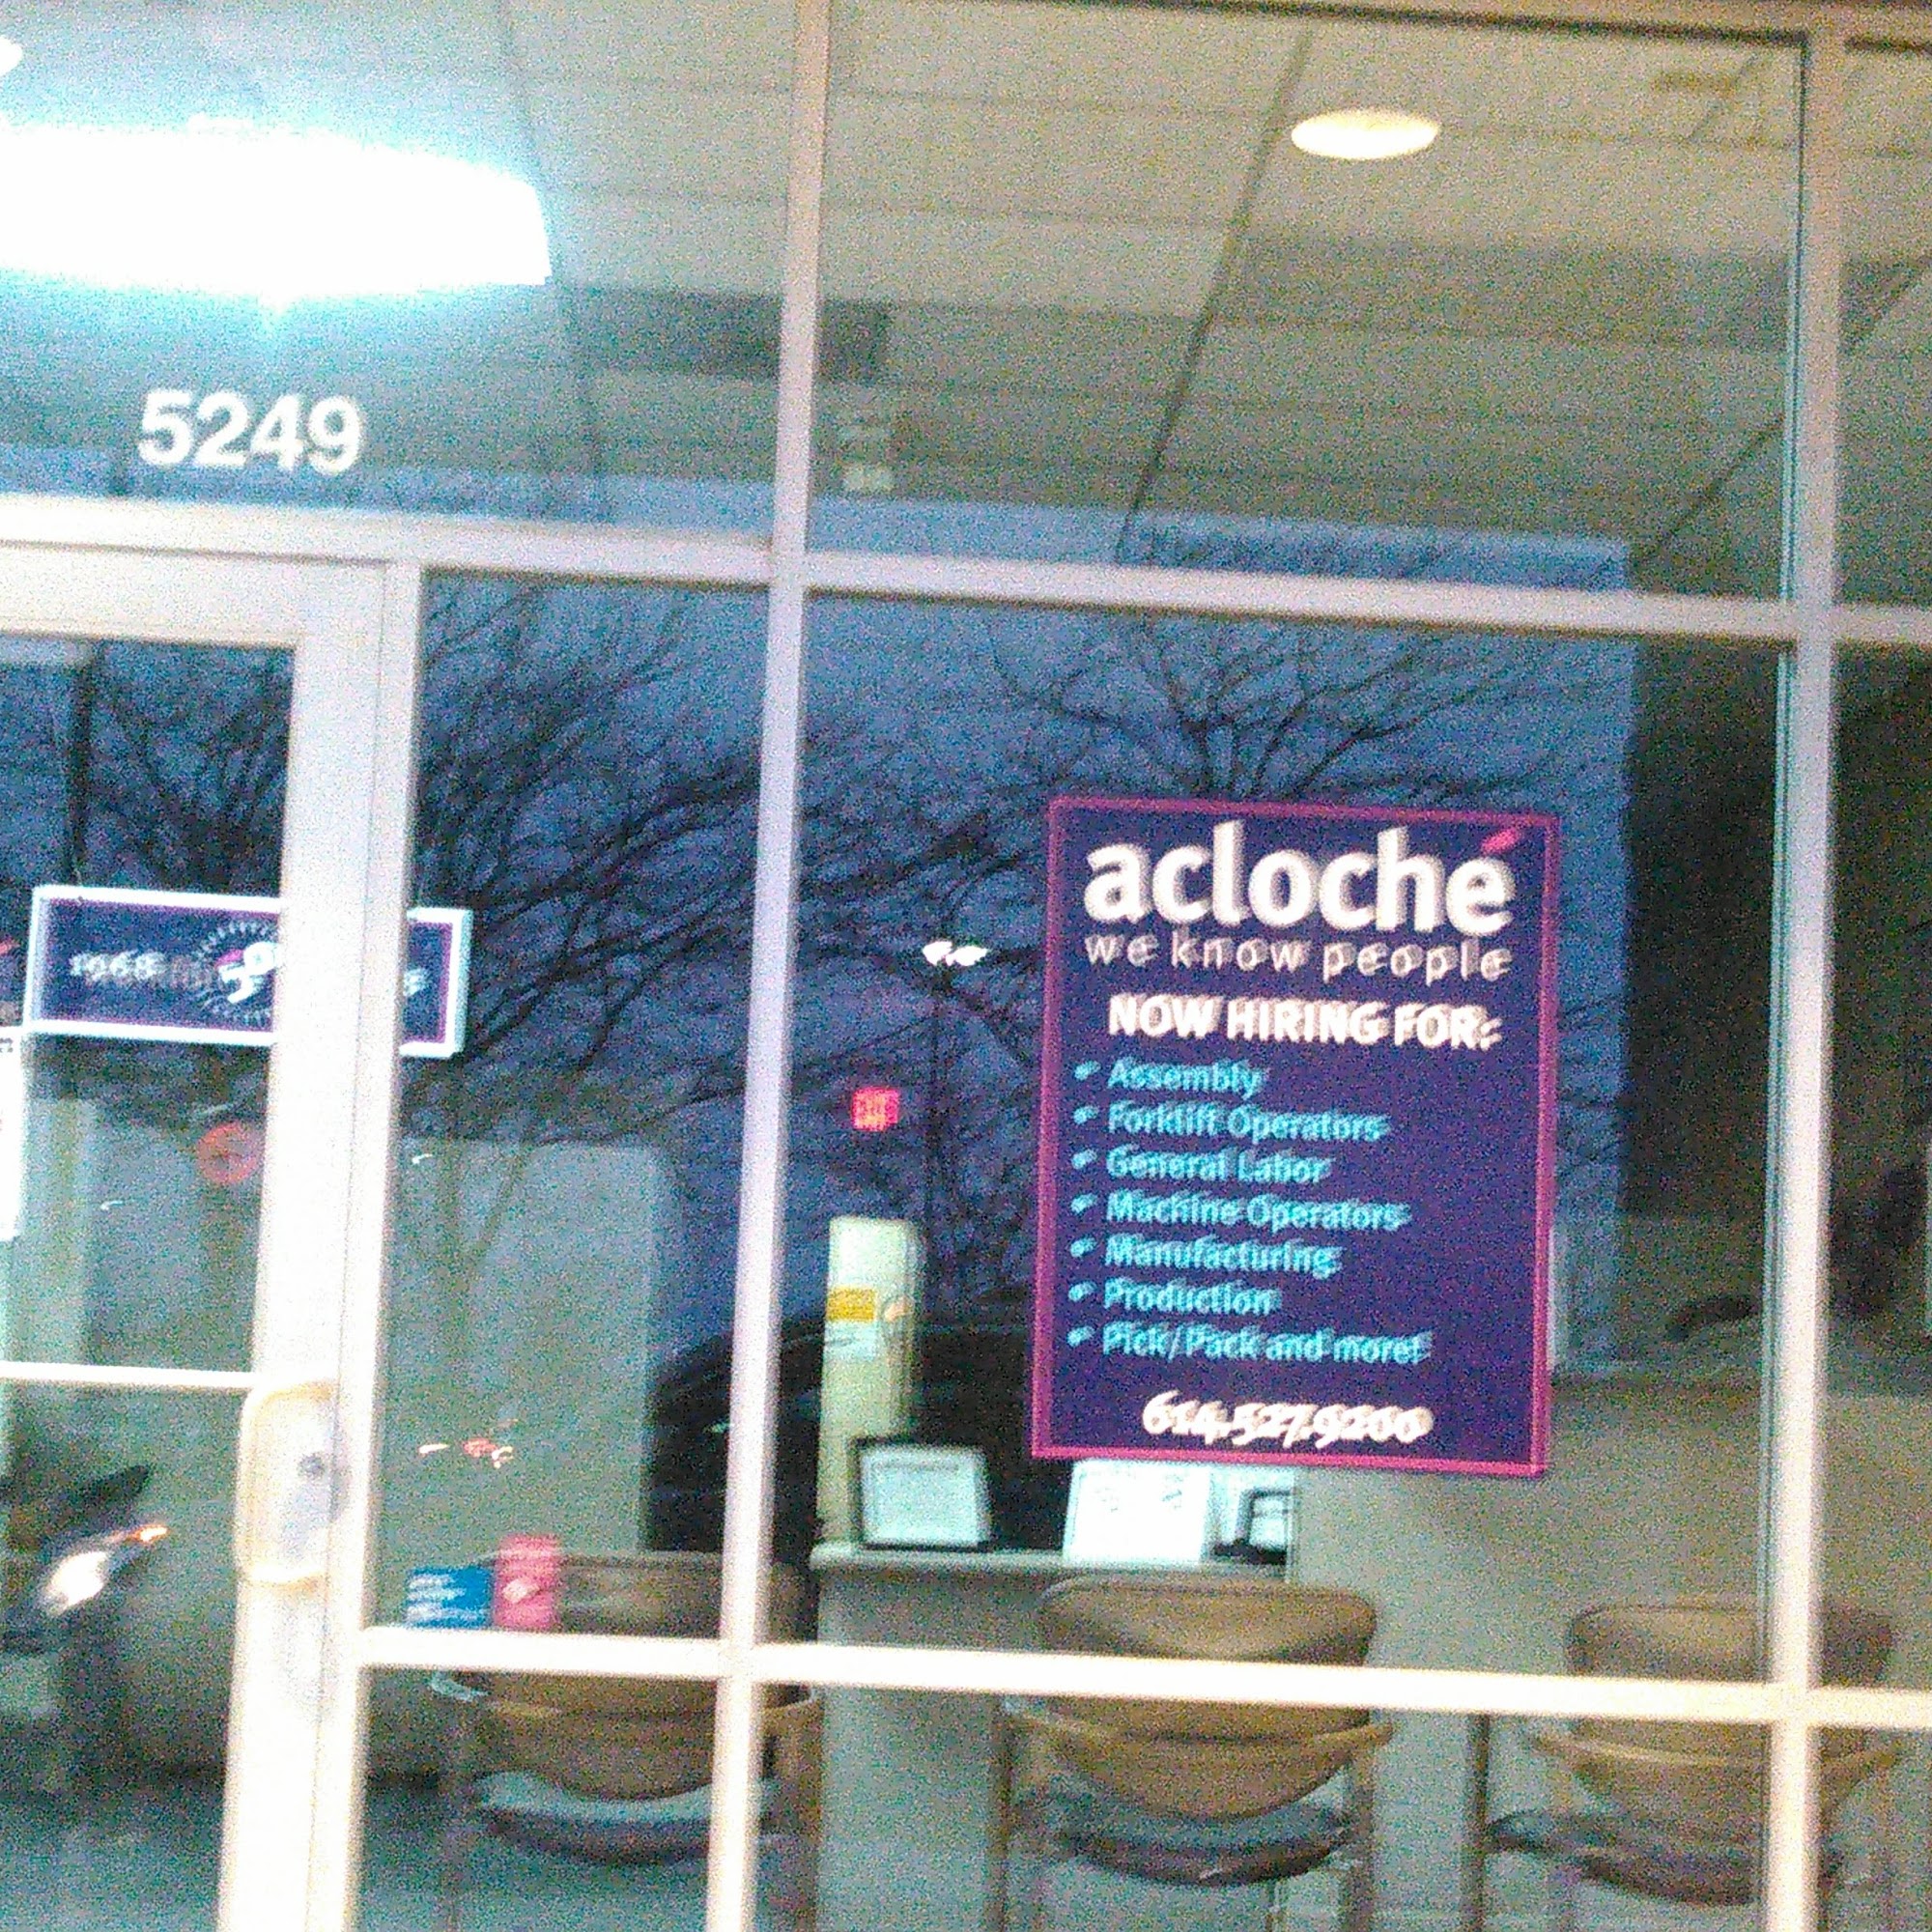 5249
acloché
we know people
NOW HIRING FOR:
Assembly
Forklift Operators
General Labor
Machine Operators
Manufacturing
Production
Pick/Pack and more!
614.527.9200